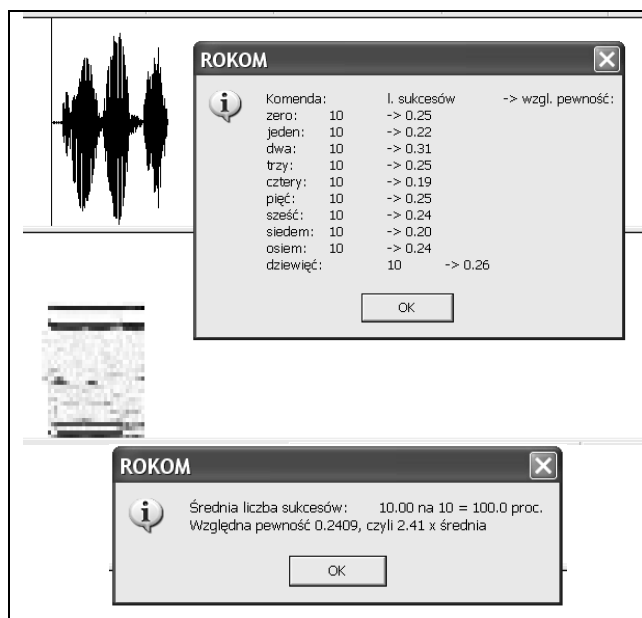 ROKOM
Komenda: l. sukcesów -> wzgl. pewność:
zero: 10 -> 0.25
jeden: 10 -> 0.22
dwa: 10 -> 0.31
trzy: 10 -> 0.25
cztery: 10 -> 0.19
pięć: 10 -> 0.25
sześć: 10 -> 0.24
siedem: 10 -> 0.20
osiem: 10 -> 0.24
dziewięć: 10 -> 0.26
OK
ROKOM
Średnia liczba sukcesów: 10.00 na 10 = 100.0 proc.
Względna pewność 0.2409, czyli 2.41 x średnia
OK